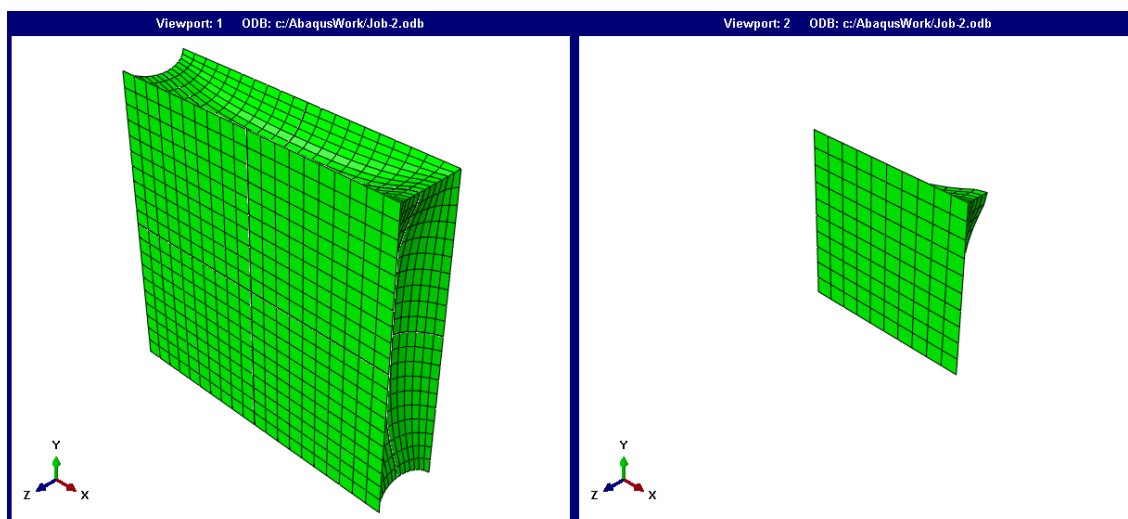 Viewport: 1 ODB: c:/AbaqusWork/Job-2.odb
Viewport: 2 ODB: c:/AbaqusWork/Job-2.odb
Y
Z X
Y
Z X